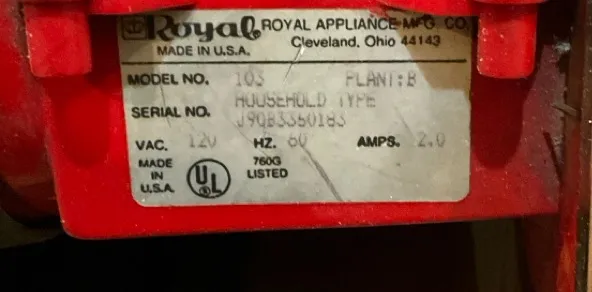 Royal ROYAL APPLIANCE MFG. CO.
Cleveland, Ohio 44143
MADE IN U.S.A.
MODEL NO. 103 PLANT:B
HOUSEHOLD TYPE
SERIAL NO. J90B3350183
VAC. 120 HZ. 60 AMPS. 2.0
MADE IN U.S.A.
UL
760G
LISTED